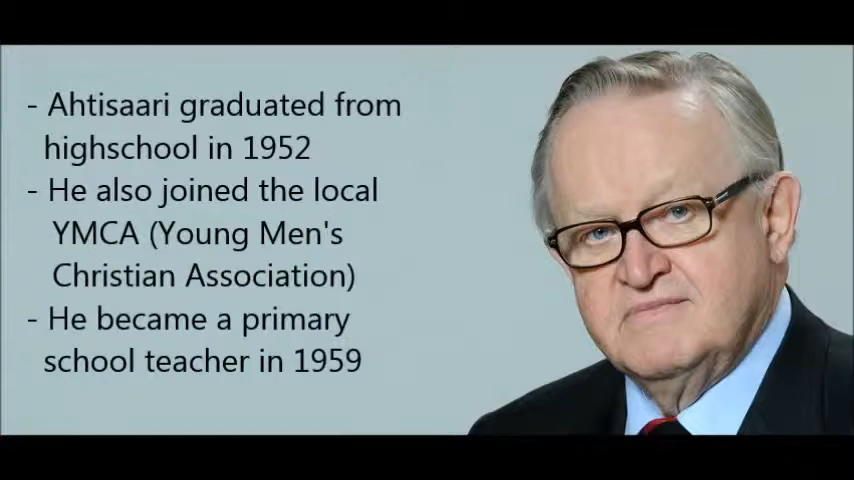 - Ahtisaari graduated from
highschool in 1952
- He also joined the local
YMCA (Young Men's
Christian Association)
- He became a primary
school teacher in 1959